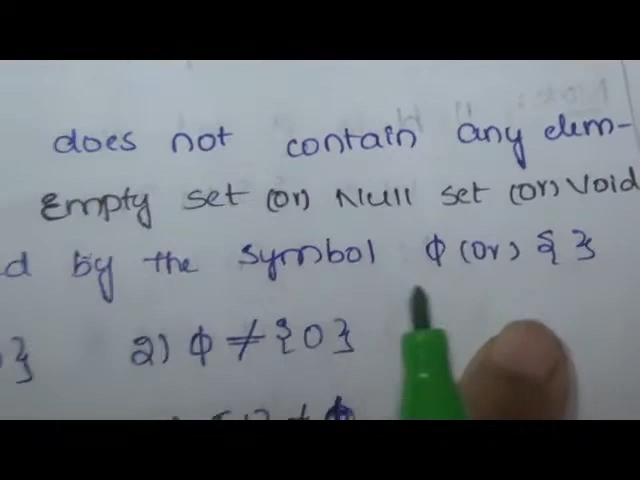 does not contain any elem-
Empty set (or) Null set (or) Void
d by the symbol ϕ (or) { }
} 2) ϕ ≠ {0}